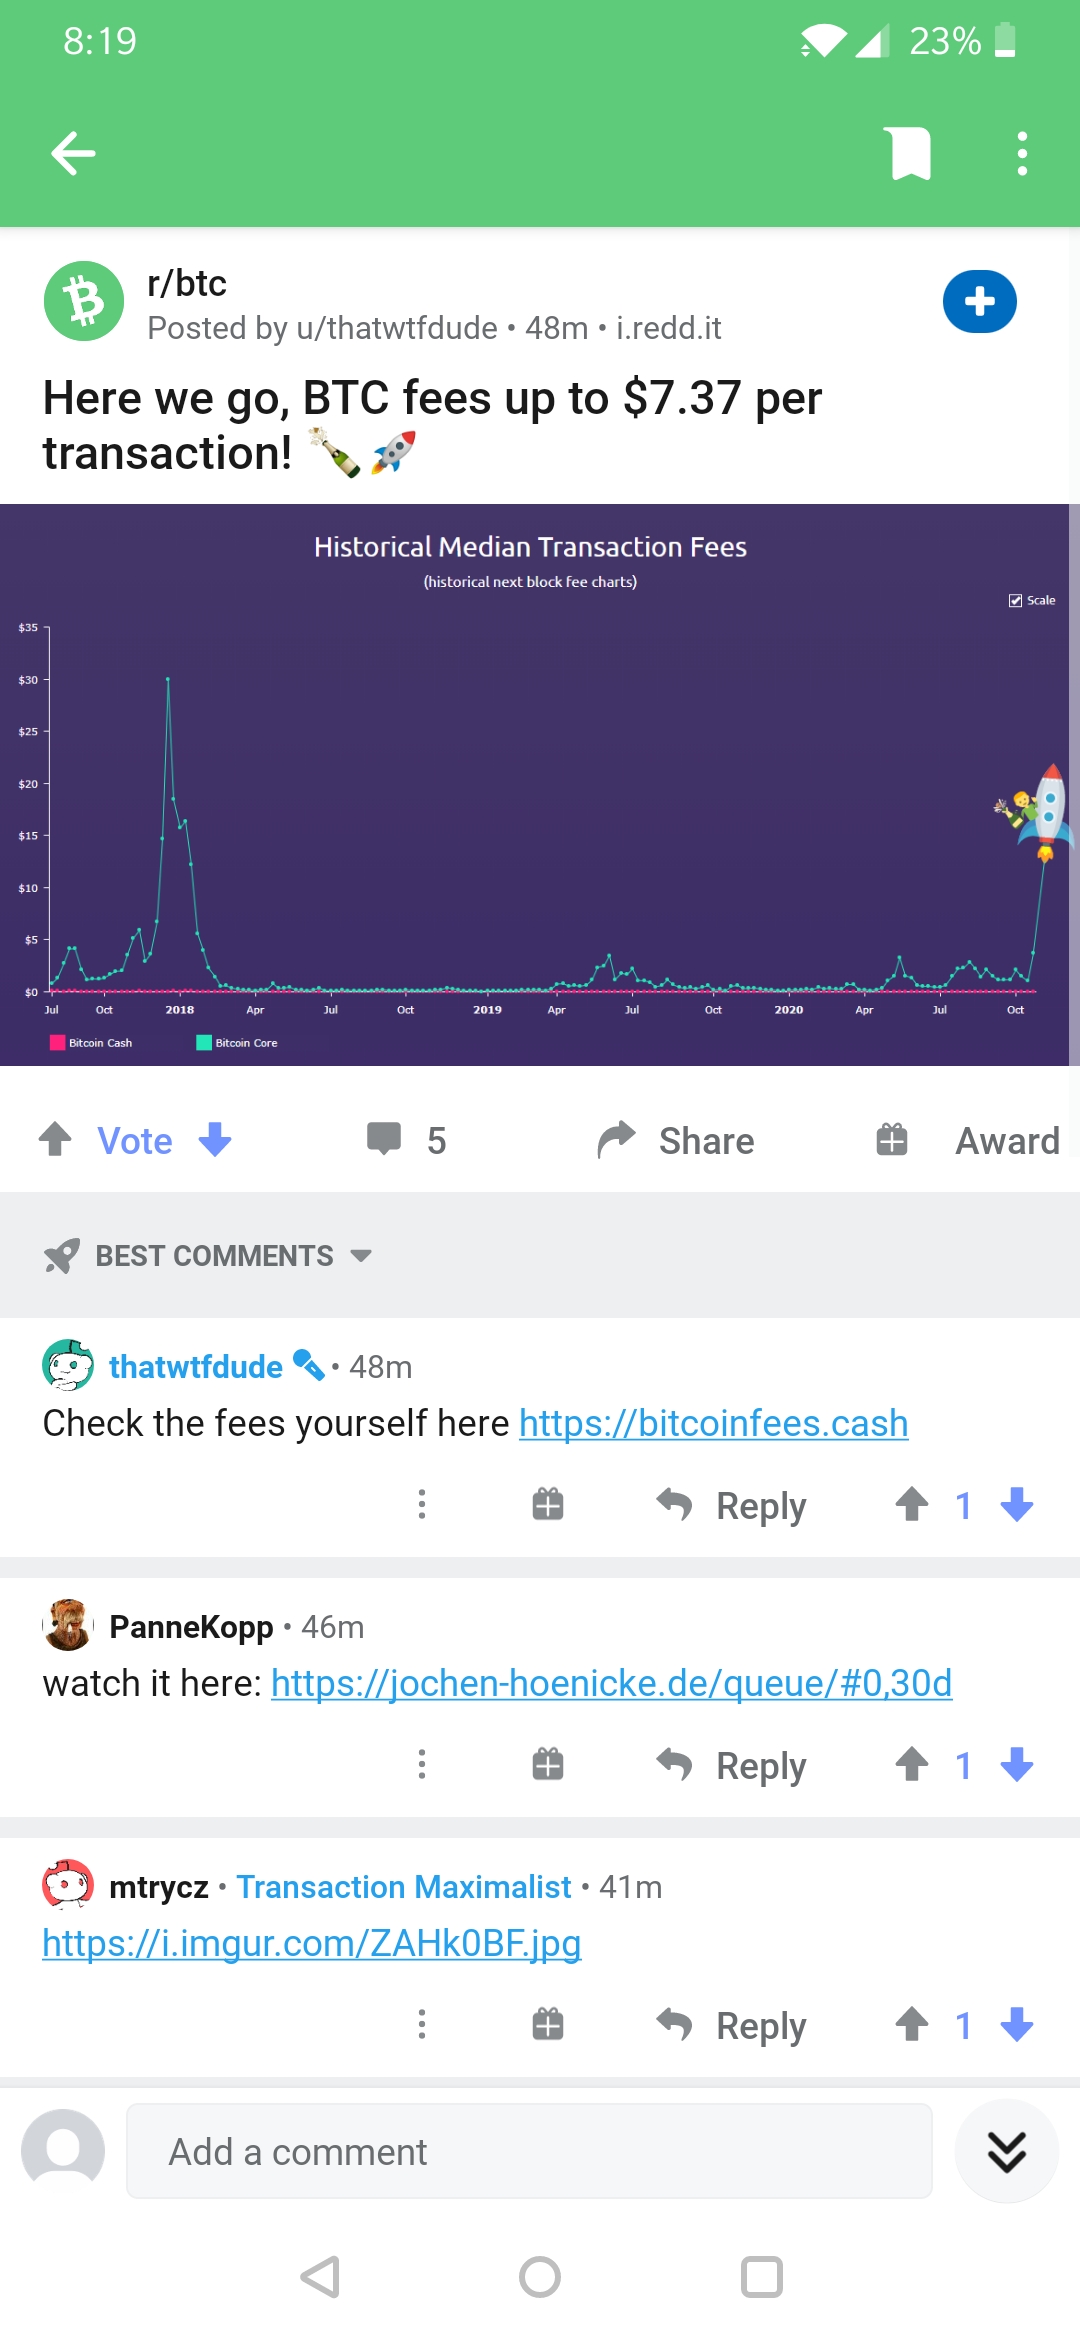 8:19
23%
r/btc
Posted by u/thatwtfdude • 48m • i.redd.it
Here we go, BTC fees up to $7.37 per
transaction! 🍾🚀
Historical Median Transaction Fees
(historical next block fee charts)
Scale
$35
$30
$25
$20
$15
$10
$5
$0
Jul Oct 2018 Apr Jul Oct 2019 Apr Jul Oct 2020 Apr Jul Oct
Bitcoin Cash Bitcoin Core
Vote 5 Share Award
BEST COMMENTS
thatwtfdude • 48m
Check the fees yourself here https://bitcoinfees.cash
Reply 1
PanneKopp • 46m
watch it here: https://jochen-hoenicke.de/queue/#0,30d
Reply 1
mtrycz • Transaction Maximalist • 41m
https://i.imgur.com/ZAHk0BF.jpg
Reply 1
Add a comment